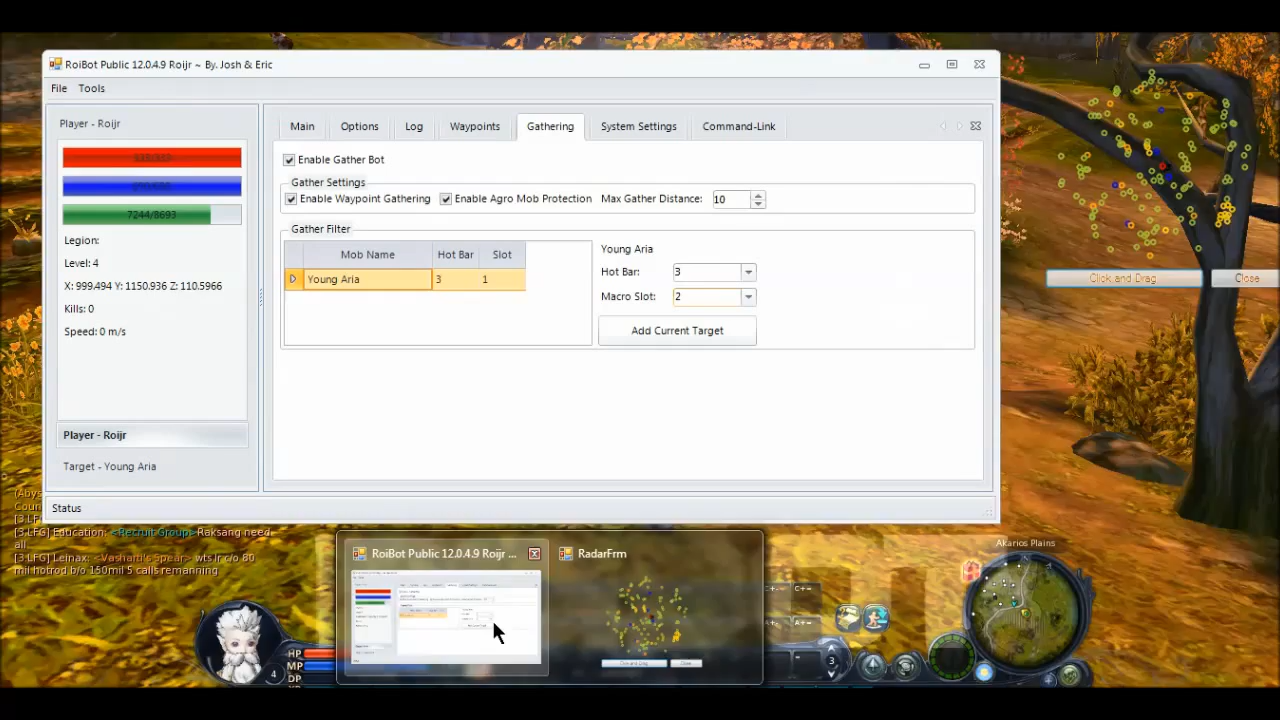 RoiBot Public 12.0.4.9 Roijr ~ By. Josh & Eric
File Tools
Player - Roijr
7244/8693
Legion:
Level: 4
X: 999.494 Y: 1150.936 Z: 110.5966
Kills: 0
Speed: 0 m/s
Player - Roijr
Target - Young Aria
Main Options Log Waypoints Gathering System Settings Command-Link
Enable Gather Bot
Gather Settings
Enable Waypoint Gathering Enable Agro Mob Protection Max Gather Distance: 10
Gather Filter
Mob Name Hot Bar Slot
Young Aria 3 1
Young Aria
Hot Bar: 3
Macro Slot: 2
Add Current Target
Click and Drag Close
Status
[3.LFG] Education: <Recruit Group>Raksang need
all
[3.LFG] Leinax: <Vasharti's Spear> wts lr c/o 80
mil hotrod b/o 160mil 5 calls remanning
RoiBot Public 12.0.4.9 Roijr ... RadarFrm
Akarios Plains
HP
MP
DP
4
3